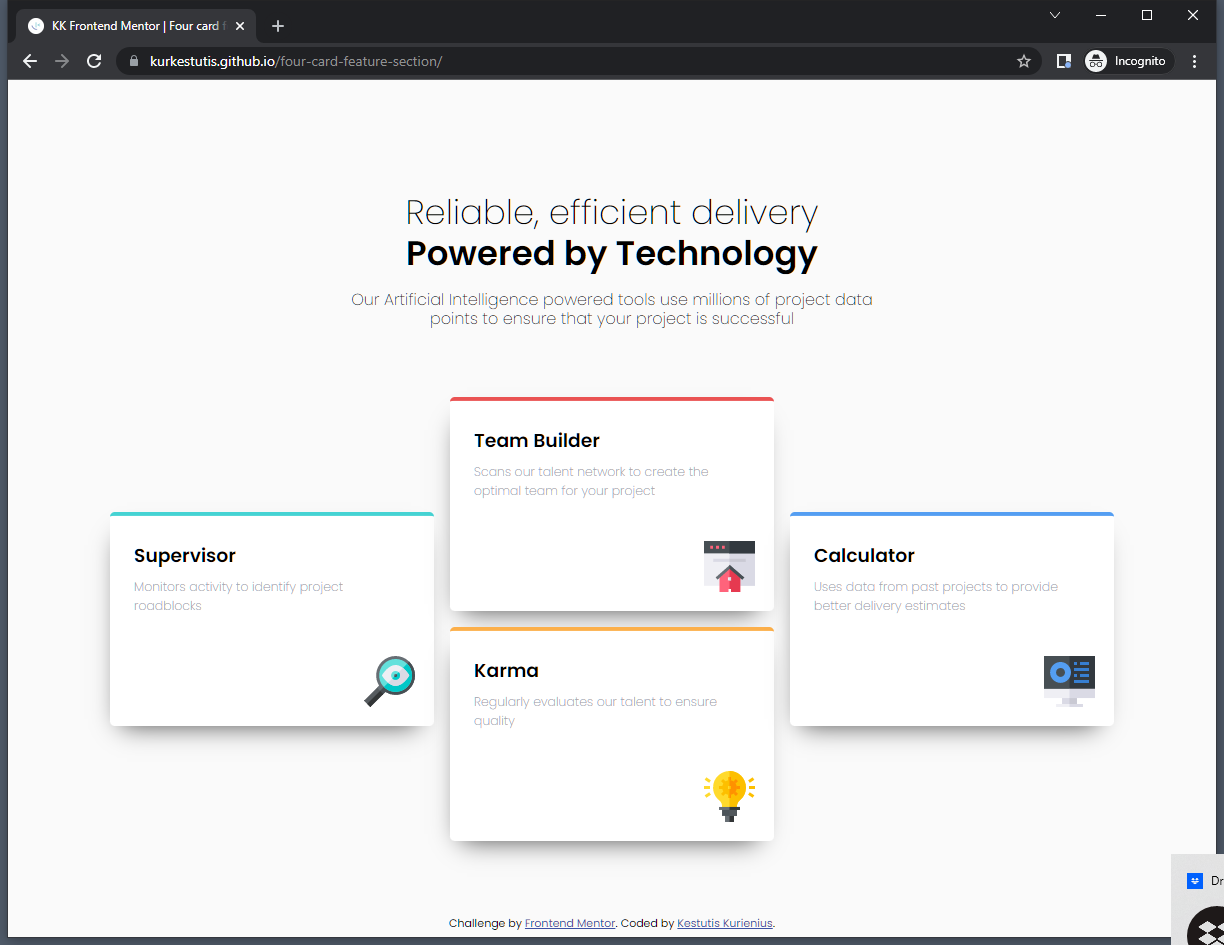 KK Frontend Mentor | Four card
kurkestutis.github.io/four-card-feature-section/
Incognito
Reliable, efficient delivery
Powered by Technology
Our Artificial Intelligence powered tools use millions of project data
points to ensure that your project is successful
Team Builder
Scans our talent network to create the
optimal team for your project
Supervisor
Monitors activity to identify project
roadblocks
Calculator
Uses data from past projects to provide
better delivery estimates
Karma
Regularly evaluates our talent to ensure
quality
Challenge by Frontend Mentor. Coded by Kestutis Kurienius.